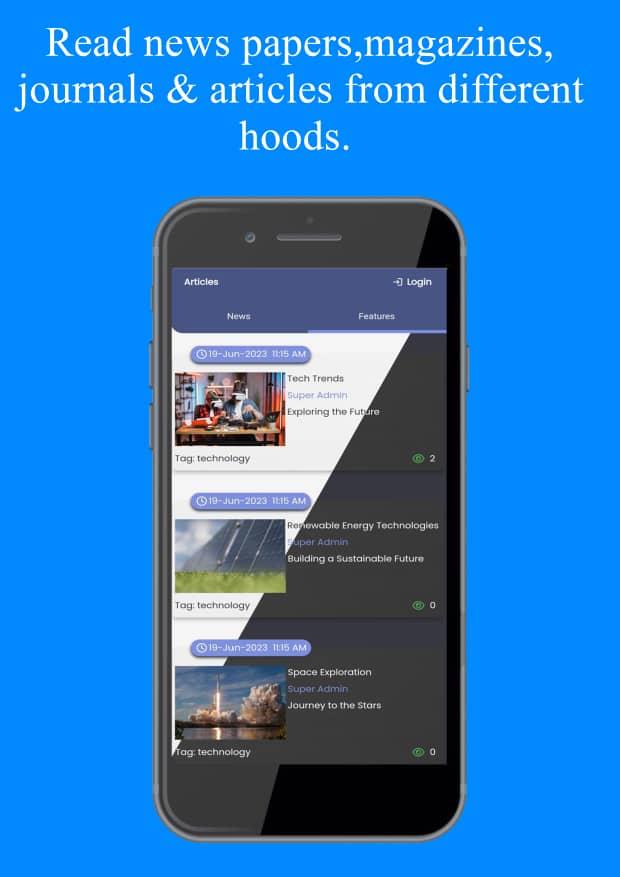 Read news papers,magazines,
journals & articles from different
hoods.
Articles
Login
News
Features
19-Jun-2023 11:15 AM
Tech Trends
Super Admin
Exploring the Future
Tag: technology
2
19-Jun-2023 11:15 AM
Renewable Energy Technologies
Super Admin
Building a Sustainable Future
Tag: technology
0
19-Jun-2023 11:15 AM
Space Exploration
Super Admin
Journey to the Stars
Tag: technology
0